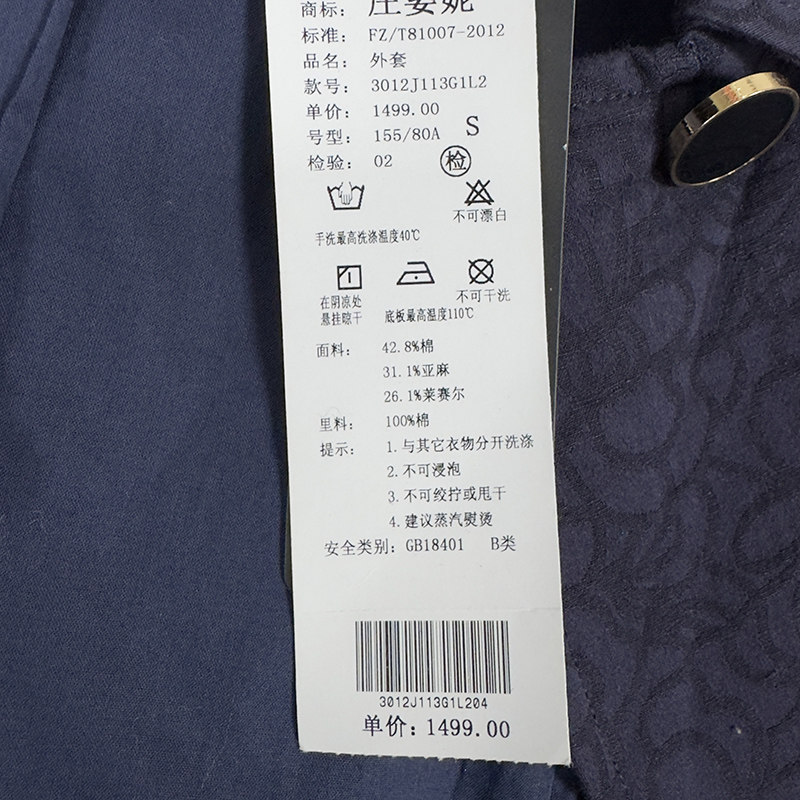 商标: 庄姿妮
标准: FZ/T81007-2012
品名: 外套
款号: 3012J113G1L2
单价: 1499.00
号型: 155/80A S
检验: 02 检
不可漂白
手洗最高洗涤温度40℃
在阴凉处
悬挂晾干
底板最高温度110℃
不可干洗
面料: 42.8%棉
31.1%亚麻
26.1%莱赛尔
里料: 100%棉
提示: 1.与其它衣物分开洗涤
2.不可浸泡
3.不可绞拧或甩干
4.建议蒸汽熨烫
安全类别: GB18401 B类
3012J113G1L204
单价: 1499.00